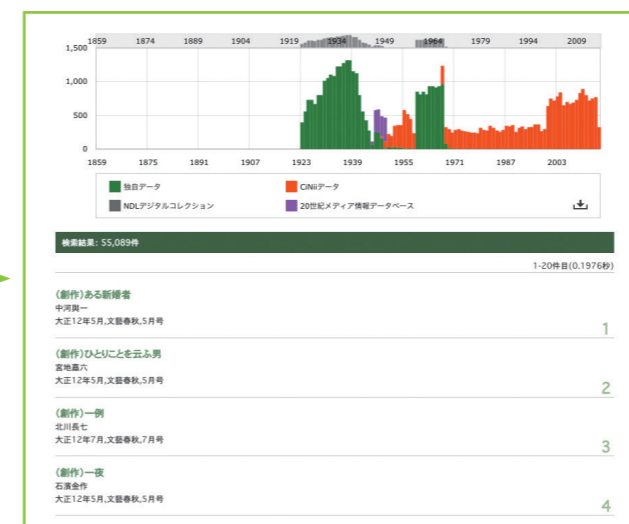 1859 1874 1889 1904 1919 1934 1949 1964 1979 1994 2009
1,500
1,000
500
0
1859 1875 1891 1907 1923 1939 1955 1971 1987 2003
独自データ CiNiiデータ
NDLデジタルコレクション 20世紀メディア情報データベース
検索結果: 55,089件
1-20件目(0.1976秒)
(創作)ある新婚者
中河與一
大正12年5月,文藝春秋,5月号
1
(創作)ひとりごとを云ふ男
宮地嘉六
大正12年5月,文藝春秋,5月号
2
(創作)一例
北川長七
大正12年7月,文藝春秋,7月号
3
(創作)一夜
石濱金作
大正12年5月,文藝春秋,5月号
4